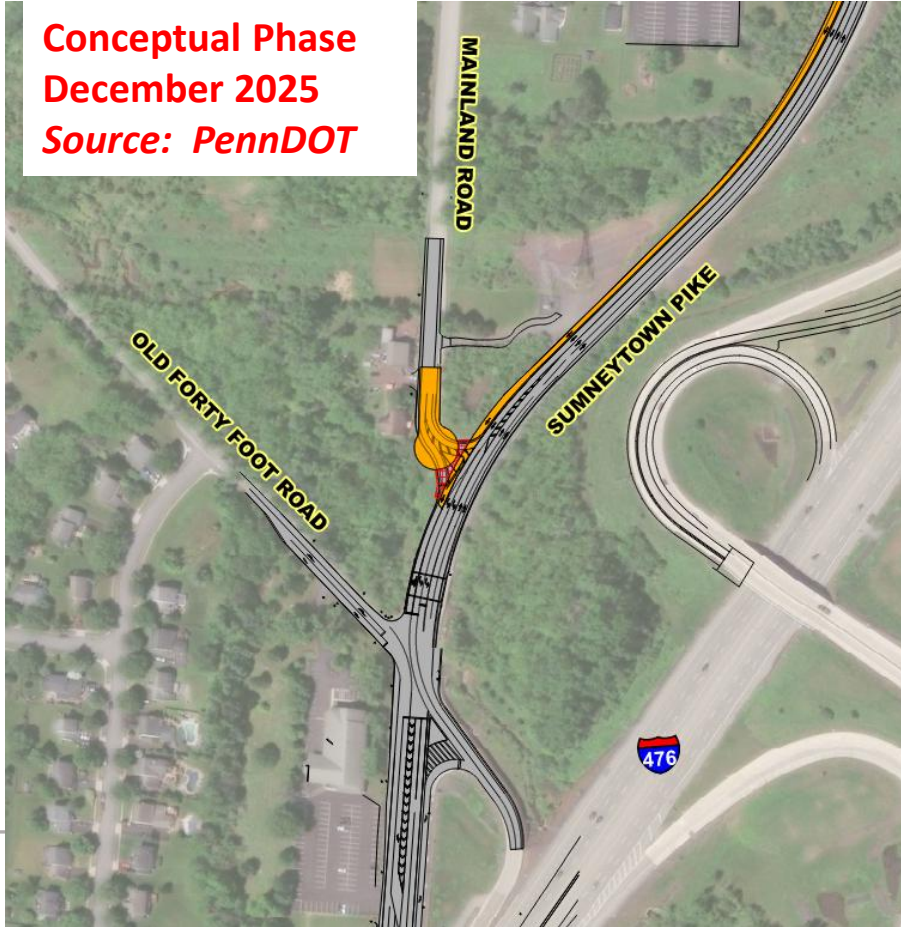 Conceptual Phase
December 2025
Source: PennDOT
MAINLAND ROAD
OLD FORTY FOOT ROAD
SUMNEYTOWN PIKE
476